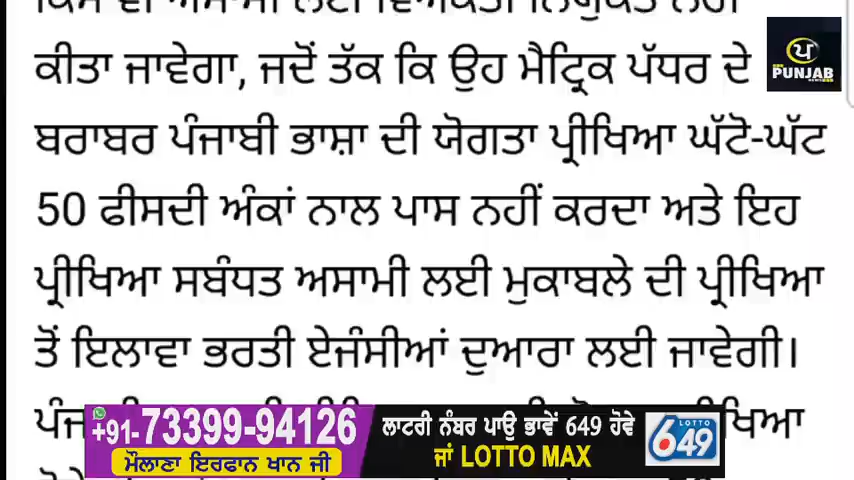 ਕੀਤਾ ਜਾਵੇਗਾ, ਜਦੋਂ ਤੱਕ ਕਿ ਉਹ ਮੈਟ੍ਰਿਕ ਪੱਧਰ ਦੇ
ਬਰਾਬਰ ਪੰਜਾਬੀ ਭਾਸ਼ਾ ਦੀ ਯੋਗਤਾ ਪ੍ਰੀਖਿਆ ਘੱਟੋ-ਘੱਟ
50 ਫੀਸਦੀ ਅੰਕਾਂ ਨਾਲ ਪਾਸ ਨਹੀਂ ਕਰਦਾ ਅਤੇ ਇਹ
ਪ੍ਰੀਖਿਆ ਸਬੰਧਤ ਅਸਾਮੀ ਲਈ ਮੁਕਾਬਲੇ ਦੀ ਪ੍ਰੀਖਿਆ
ਤੋਂ ਇਲਾਵਾ ਭਰਤੀ ਏਜੰਸੀਆਂ ਦੁਆਰਾ ਲਈ ਜਾਵੇਗੀ।
ਪੰ
PUNJAB
+91-73399-94126
ਮੌਲਾਣਾ ਇਰਫਾਨ ਖਾਨ ਜੀ
ਲਾਟਰੀ ਨੰਬਰ ਪਾਉ ਭਾਵੇਂ 649 ਹੋਵੇ
ਜਾਂ LOTTO MAX
LOTTO
649